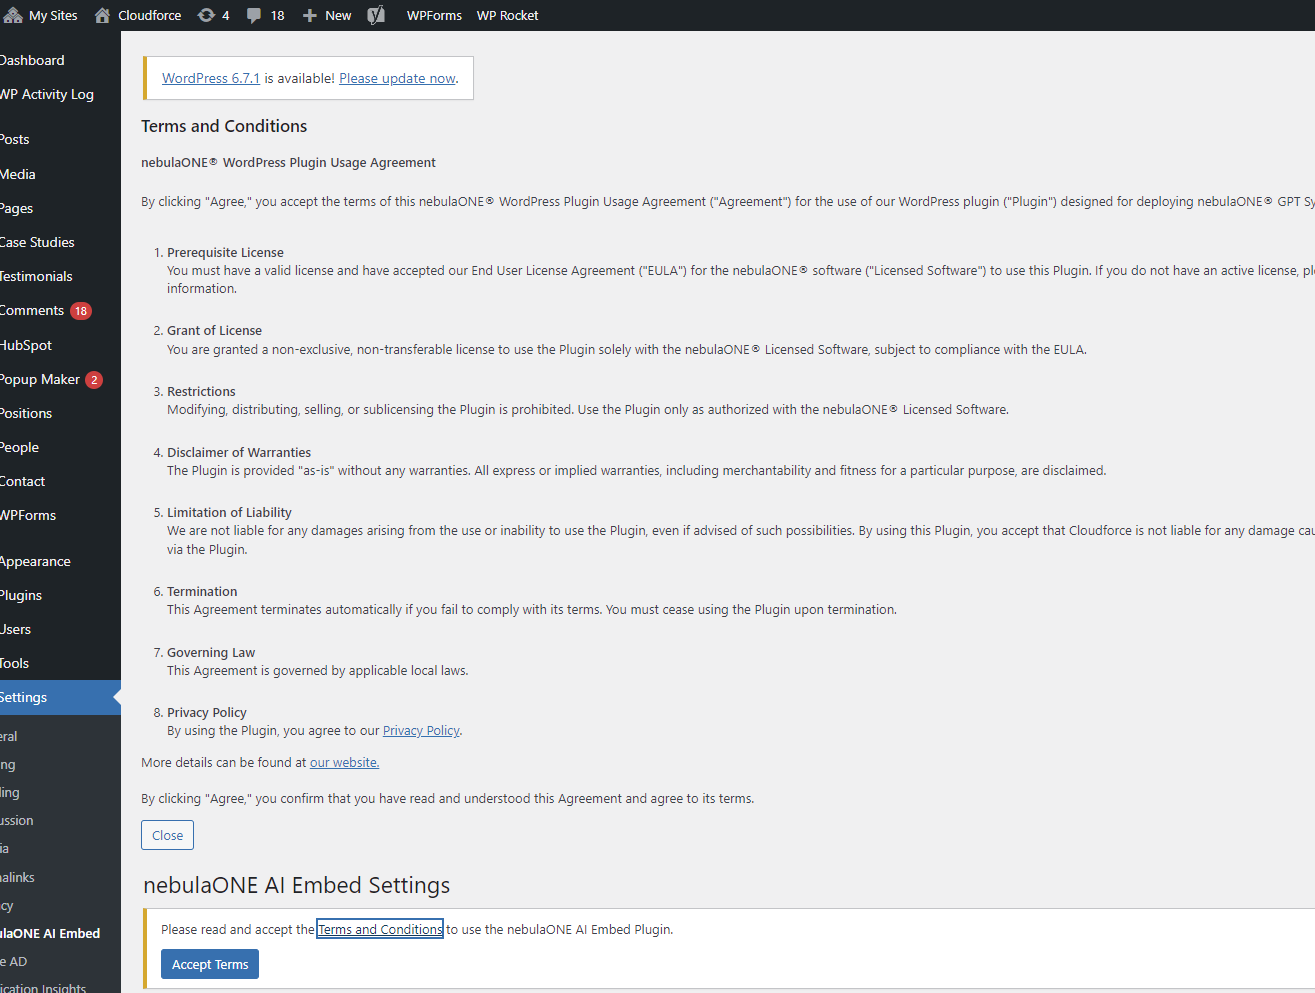 My Sites Cloudforce 4 18 New WPForms WP Rocket
Dashboard
WP Activity Log
Posts
Media
Pages
Case Studies
Testimonials
Comments 18
HubSpot
Popup Maker 2
Positions
People
Contact
WPForms
Appearance
Plugins
Users
Tools
Settings
eral
ng
ling
ussion
ia
nalinks
cy
ulaONE AI Embed
e AD
ication Insights
WordPress 6.7.1 is available! Please update now.
Terms and Conditions
nebulaONE® WordPress Plugin Usage Agreement
By clicking "Agree," you accept the terms of this nebulaONE® WordPress Plugin Usage Agreement ("Agreement") for the use of our WordPress plugin ("Plugin") designed for deploying nebulaONE® GPT Sy
1. Prerequisite License
You must have a valid license and have accepted our End User License Agreement ("EULA") for the nebulaONE® software ("Licensed Software") to use this Plugin. If you do not have an active license, pl
information.
2. Grant of License
You are granted a non-exclusive, non-transferable license to use the Plugin solely with the nebulaONE® Licensed Software, subject to compliance with the EULA.
3. Restrictions
Modifying, distributing, selling, or sublicensing the Plugin is prohibited. Use the Plugin only as authorized with the nebulaONE® Licensed Software.
4. Disclaimer of Warranties
The Plugin is provided "as-is" without any warranties. All express or implied warranties, including merchantability and fitness for a particular purpose, are disclaimed.
5. Limitation of Liability
We are not liable for any damages arising from the use or inability to use the Plugin, even if advised of such possibilities. By using this Plugin, you accept that Cloudforce is not liable for any damage cau
via the Plugin.
6. Termination
This Agreement terminates automatically if you fail to comply with its terms. You must cease using the Plugin upon termination.
7. Governing Law
This Agreement is governed by applicable local laws.
8. Privacy Policy
By using the Plugin, you agree to our Privacy Policy.
More details can be found at our website.
By clicking "Agree," you confirm that you have read and understood this Agreement and agree to its terms.
Close
nebulaONE AI Embed Settings
Please read and accept the Terms and Conditions to use the nebulaONE AI Embed Plugin.
Accept Terms